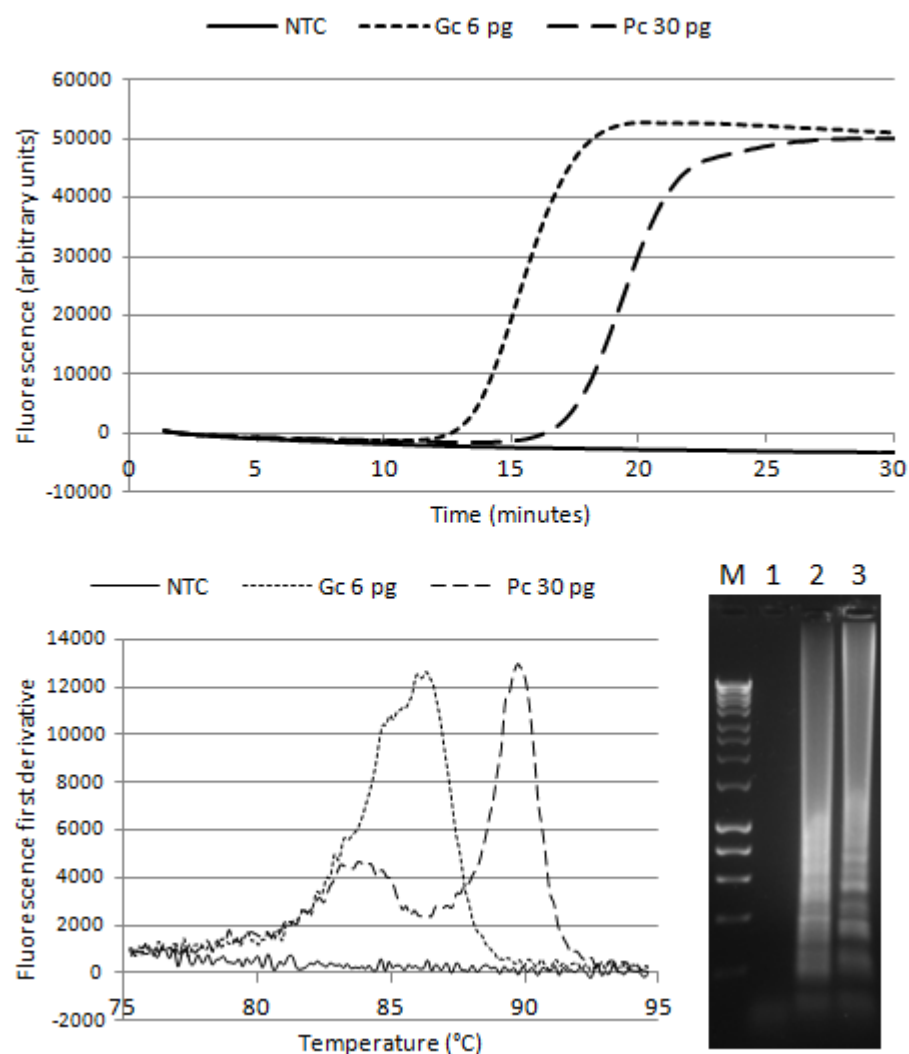 NTC Gc 6 pg Pc 30 pg
60000
50000
40000
30000
20000
10000
0
-10000
Fluorescence (arbitrary units)
0 5 10 15 20 25 30
Time (minutes)
NTC Gc 6 pg Pc 30 pg
14000
12000
10000
8000
6000
4000
2000
0
-2000
Fluorescence first derivative
75 80 85 90 95
Temperature (°C)
M 1 2 3